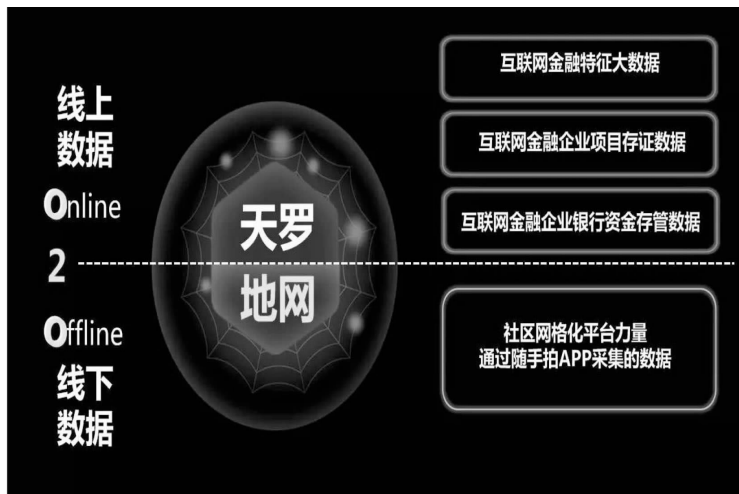 线上
数据
Online
2
Offline
线下
数据
天罗
地网
互联网金融特征大数据
互联网金融企业项目存证数据
互联网金融企业银行资金存管数据
社区网格化平台力量
通过随手拍APP采集的数据